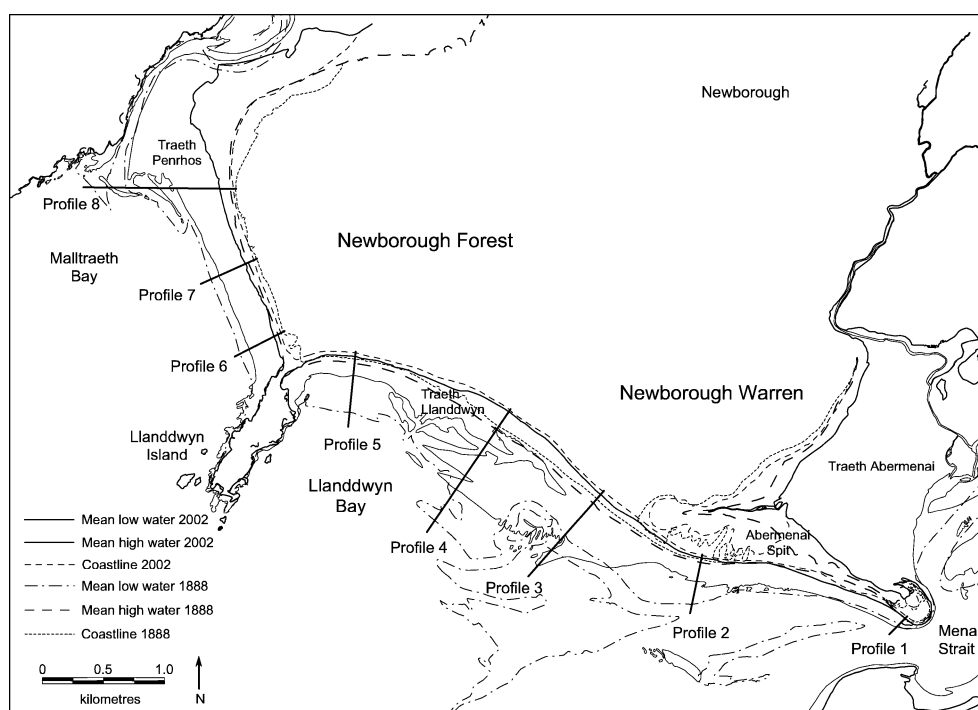 Newborough
Traeth
Penrhos
Profile 8
Newborough Forest
Malltraeth
Bay
Profile 7
Profile 6
Newborough Warren
Traeth
Llanddwyn
Profile 5
Llanddwyn
Island
Traeth Abermenai
Llanddwyn
Bay
Mean low water 2002
Mean high water 2002
Coastline 2002
Mean low water 1888
Mean high water 1888
Coastline 1888
Profile 4
Abermenai
Spit
Profile 3
Profile 2
Profile 1
Mena
Strait
0 0.5 1.0
kilometres
N